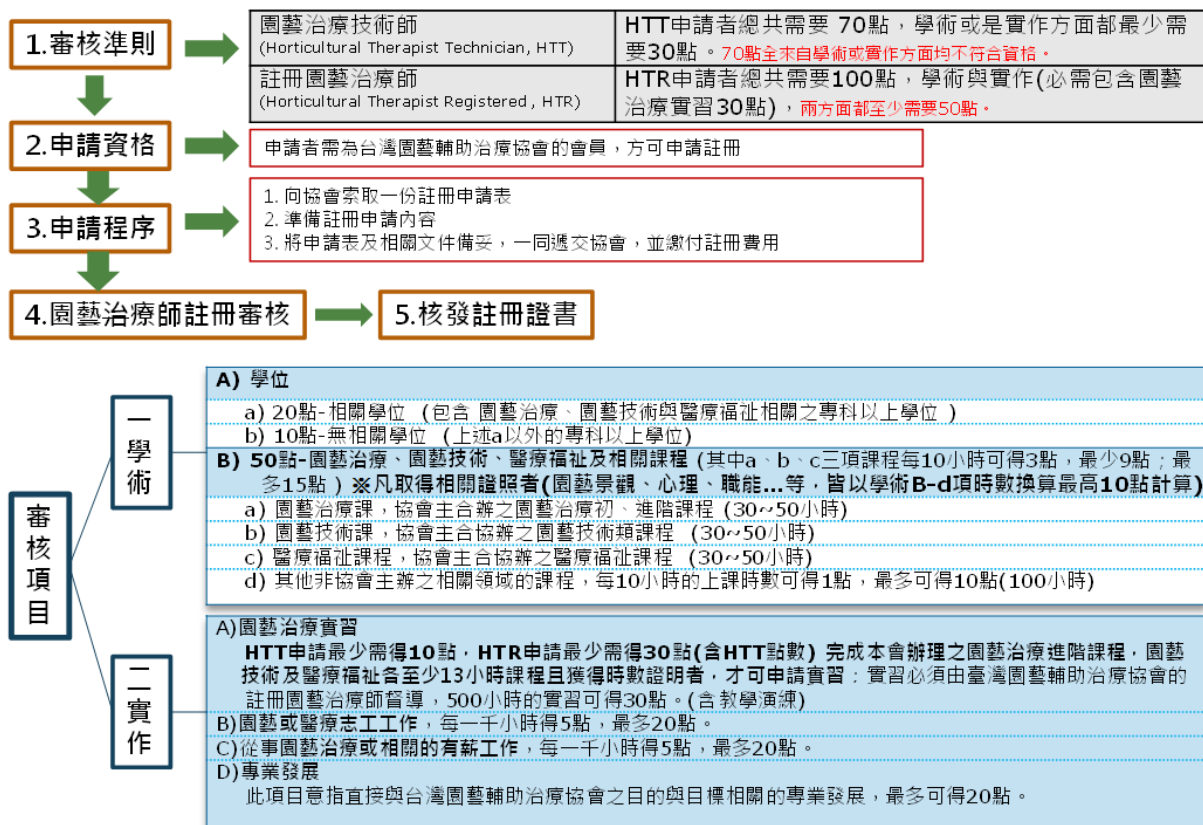 1.審核準則
園藝治療技術師
(Horticultural Therapist Technician, HTT)
HTT申請者總共需要 70點，學術或是實作方面都最少需
要30點。70點全來自學術或實作方面均不符合資格。
註冊園藝治療師
(Horticultural Therapist Registered , HTR)
HTR申請者總共需要100點，學術與實作(必需包含園藝
治療實習30點)，兩方面都至少需要50點。
2.申請資格
申請者需為台灣園藝輔助治療協會的會員，方可申請註冊
3.申請程序
1. 向協會索取一份註冊申請表
2. 準備註冊申請內容
3. 將申請表及相關文件備妥，一同遞交協會，並繳付註冊費用
4.園藝治療師註冊審核
5.核發註冊證書
審核項目
一學術
A) 學位
a) 20點-相關學位 (包含 園藝治療、園藝技術與醫療福祉相關之專科以上學位 )
b) 10點-無相關學位 (上述a以外的專科以上學位)
B) 50點-園藝治療、園藝技術、醫療福祉及相關課程 (其中a、b、c三項課程每10小時可得3點，最少9點；最
多15點 ) ※凡取得相關證照者(園藝景觀、心理、職能...等，皆以學術B-d項時數換算最高10點計算)
a) 園藝治療課，協會主合辦之園藝治療初、進階課程 (30~50小時)
b) 園藝技術課，協會主合協辦之園藝技術類課程 (30~50小時)
c) 醫療福祉課程，協會主合協辦之醫療福祉課程 (30~50小時)
d) 其他非協會主辦之相關領域的課程，每10小時的上課時數可得1點，最多可得10點(100小時)
二實作
A)園藝治療實習
HTT申請最少需得10點，HTR申請最少需得30點(含HTT點數) 完成本會辦理之園藝治療進階課程，園藝
技術及醫療福祉各至少13小時課程且獲得時數證明者，才可申請實習；實習必須由臺灣園藝輔助治療協會的
註冊園藝治療師督導，500小時的實習可得30點。(含教學演練)
B)園藝或醫療志工工作，每一千小時得5點，最多20點。
C)從事園藝治療或相關的有薪工作，每一千小時得5點，最多20點。
D)專業發展
此項目意指直接與台灣園藝輔助治療協會之目的與目標相關的專業發展，最多可得20點。